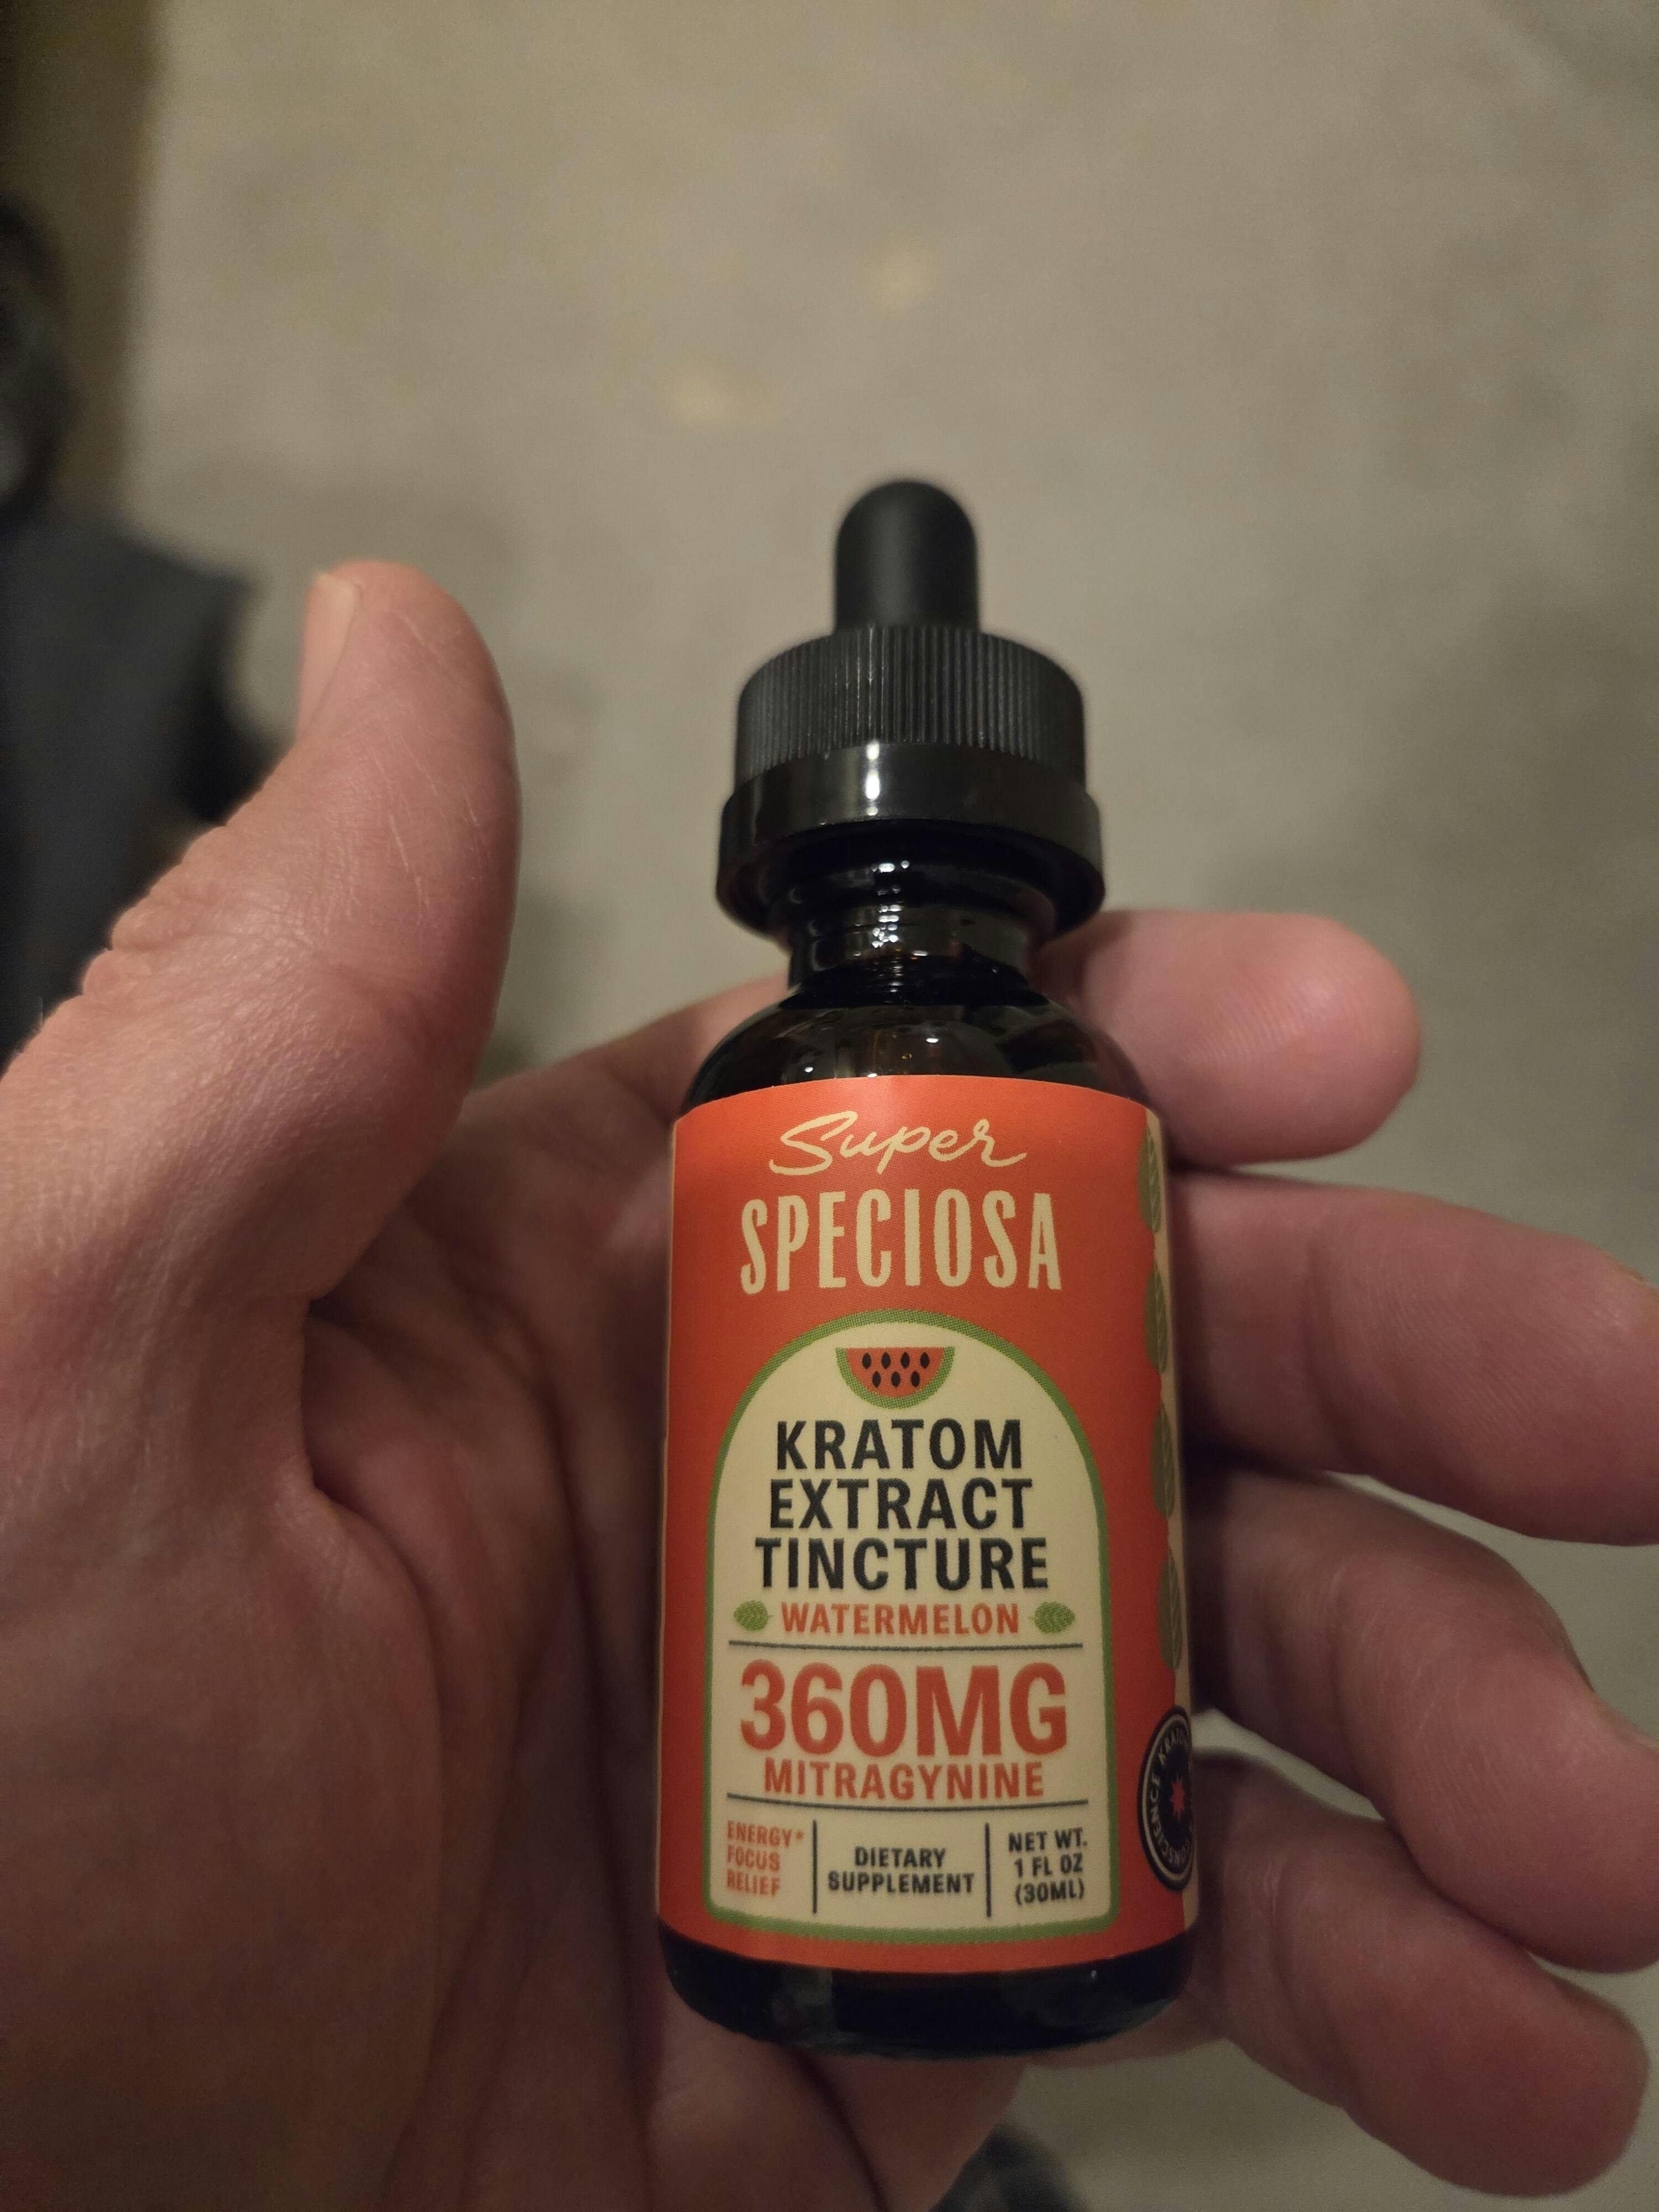 Super
SPECIOSA
KRATOM
EXTRACT
TINCTURE
WATERMELON
360MG
MITRAGYNINE
ENERGY*
FOCUS
RELIEF
DIETARY
SUPPLEMENT
NET WT.
1 FL OZ
(30ML)